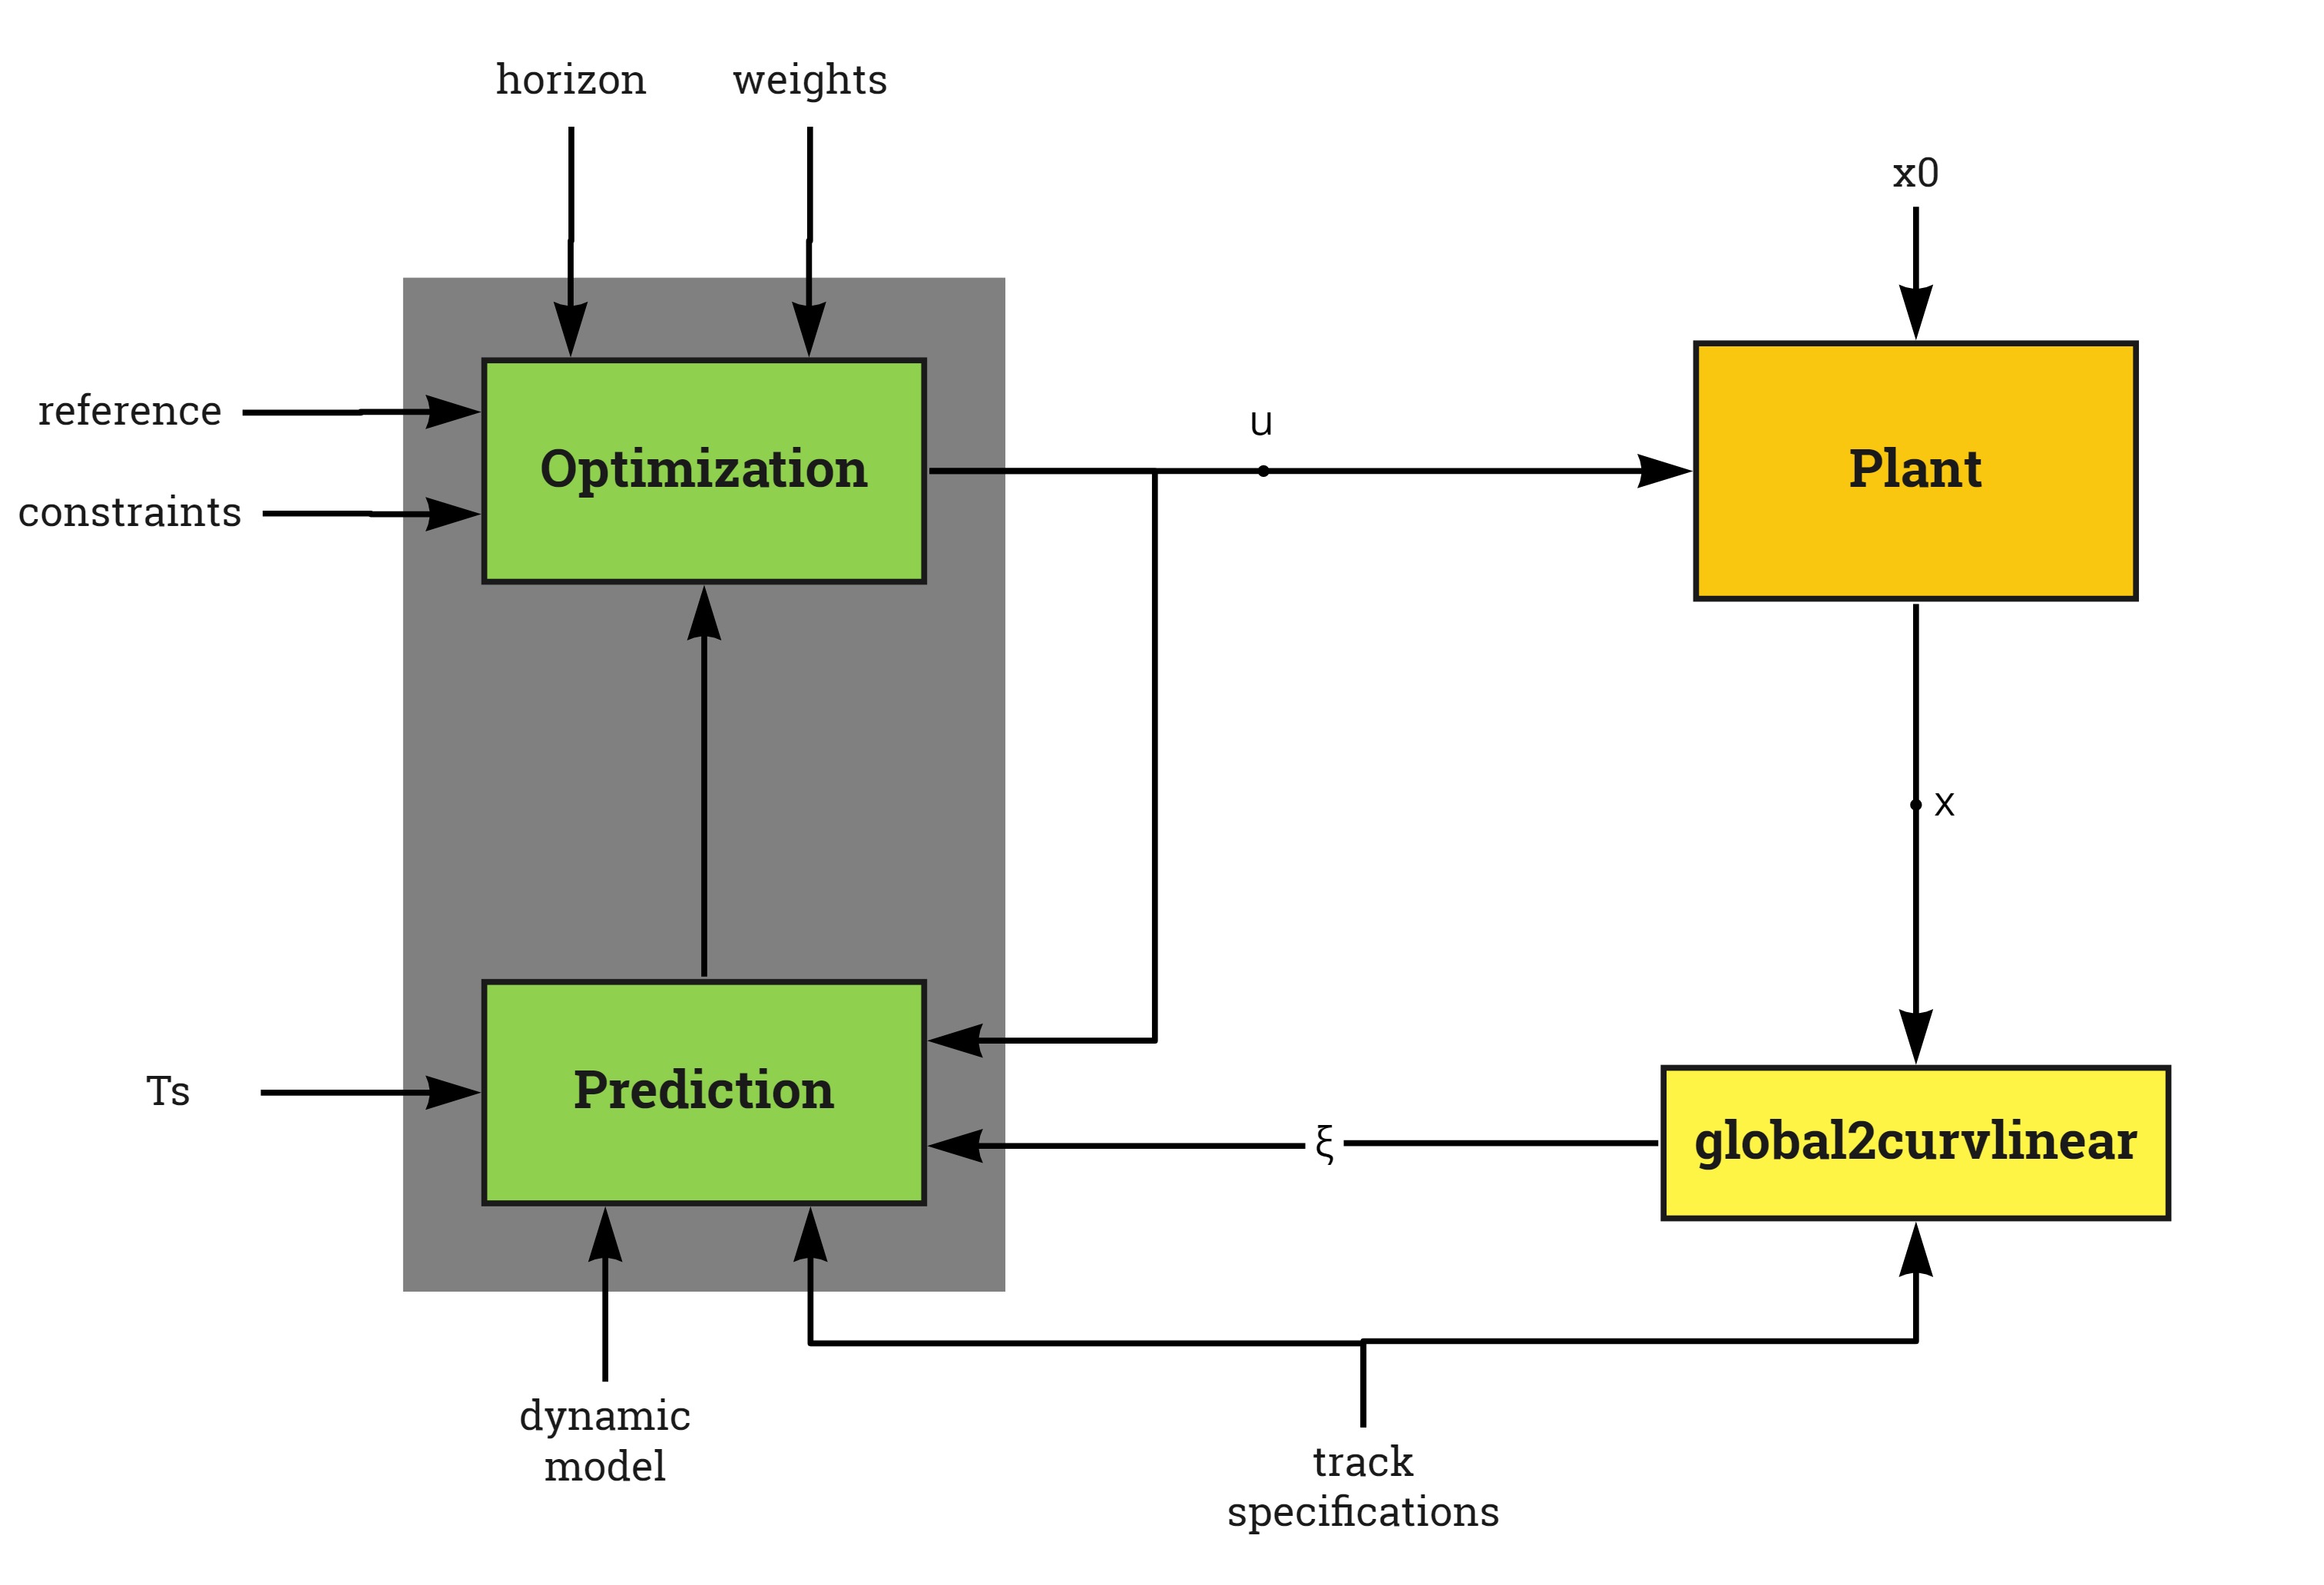 horizon
weights
x0
reference
constraints
Optimization
u
Plant
x
Ts
Prediction
ξ
global2curvlinear
dynamic
model
track
specifications